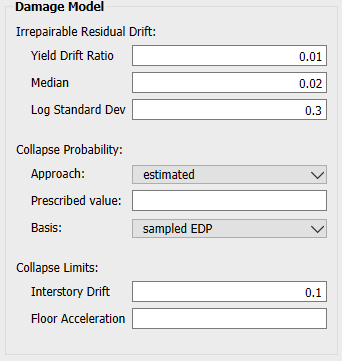 Damage Model
Irrepairable Residual Drift:
Yield Drift Ratio 0.01
Median 0.02
Log Standard Dev 0.3
Collapse Probability:
Approach: estimated
Prescribed value:
Basis: sampled EDP
Collapse Limits:
Interstory Drift 0.1
Floor Acceleration